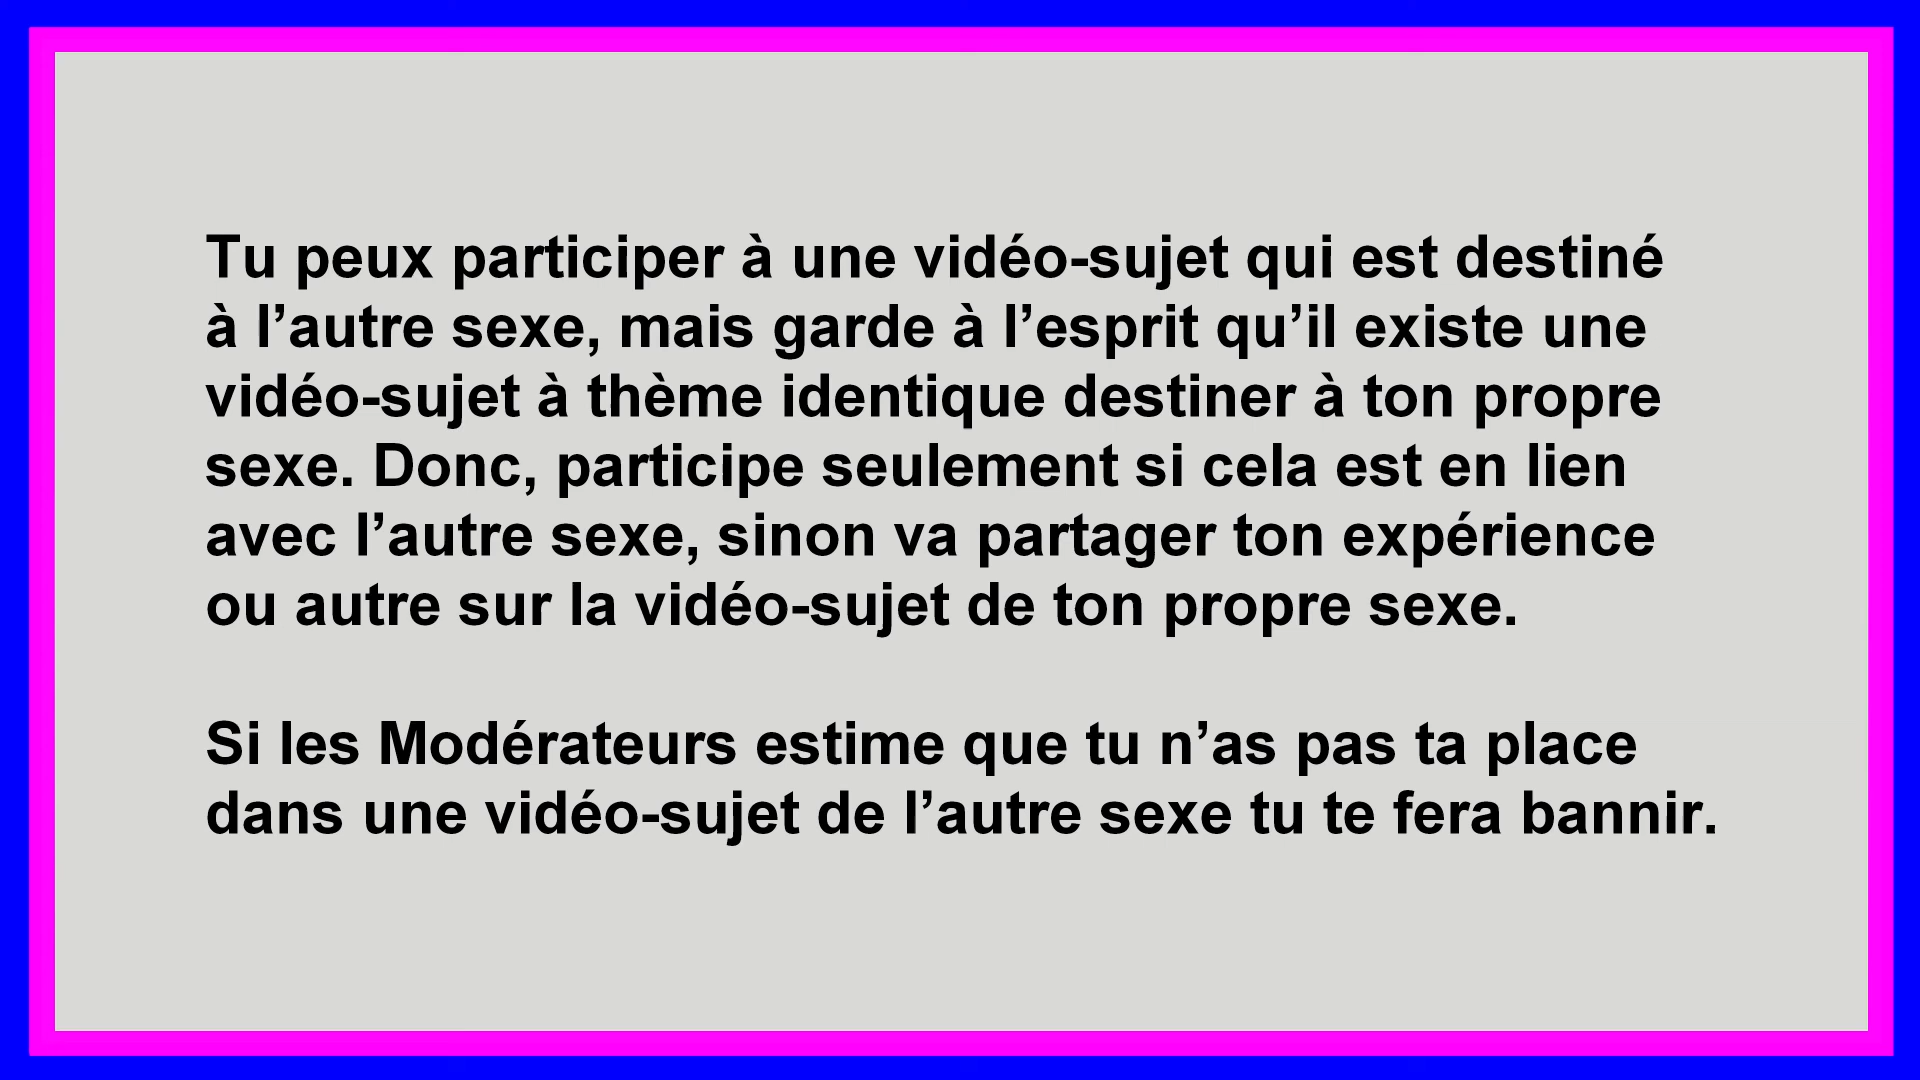 Tu peux participer à une vidéo-sujet qui est destiné
à l’autre sexe, mais garde à l’esprit qu’il existe une
vidéo-sujet à thème identique destiner à ton propre
sexe. Donc, participe seulement si cela est en lien
avec l’autre sexe, sinon va partager ton expérience
ou autre sur la vidéo-sujet de ton propre sexe.
Si les Modérateurs estime que tu n’as pas ta place
dans une vidéo-sujet de l’autre sexe tu te fera bannir.